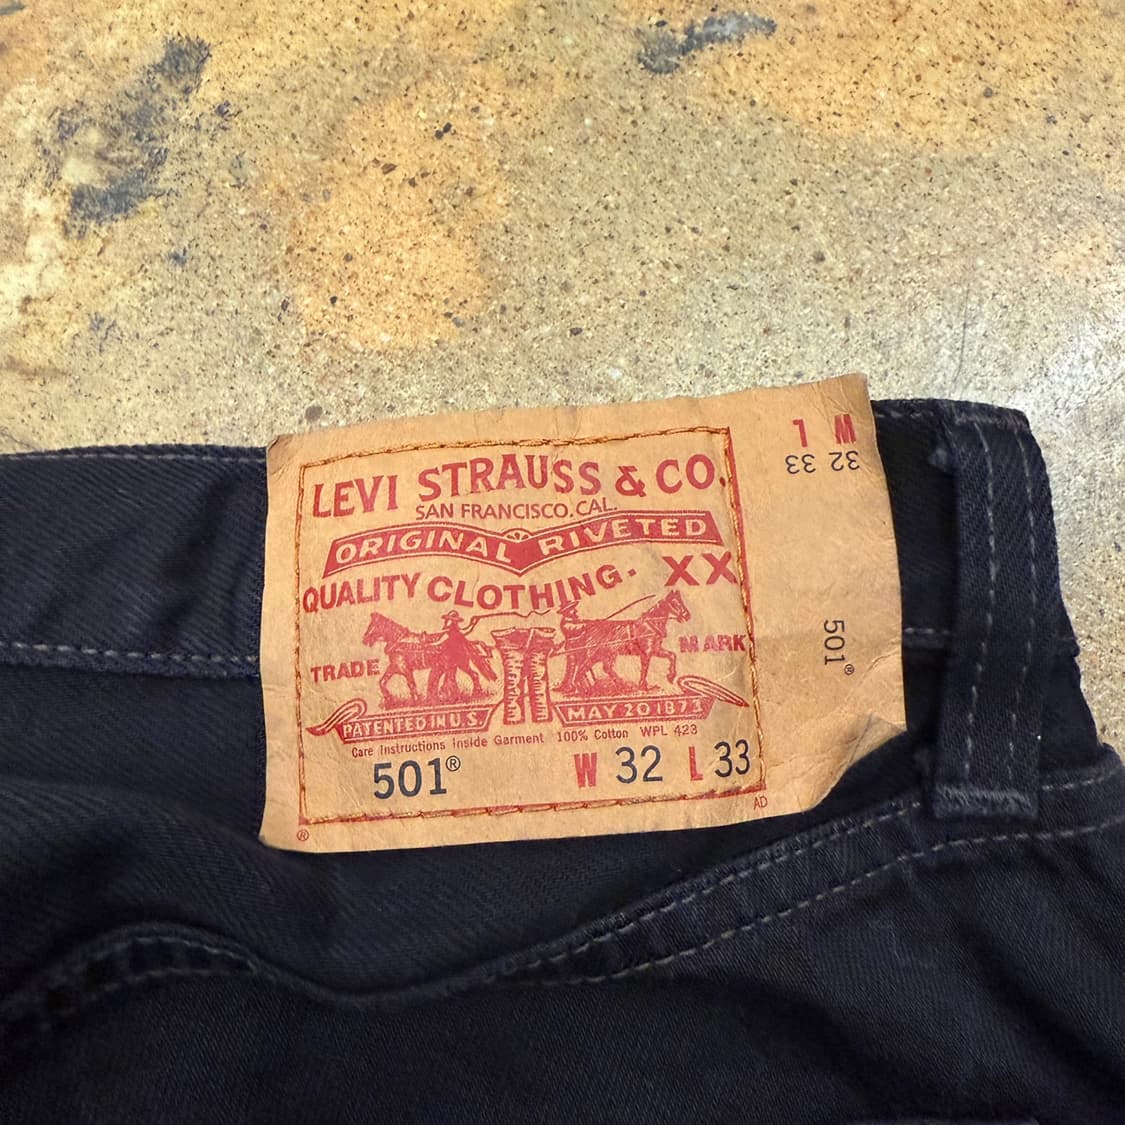 LEVI STRAUSS & CO.
SAN FRANCISCO, CAL.
ORIGINAL RIVETED
QUALITY CLOTHING. XX
TRADE MARK
PATENTED IN U.S. MAY 20 1873
Care Instructions Inside Garment 100% Cotton WPL 423
501® W 32 L 33
® AD
L W
32 33 33
501®